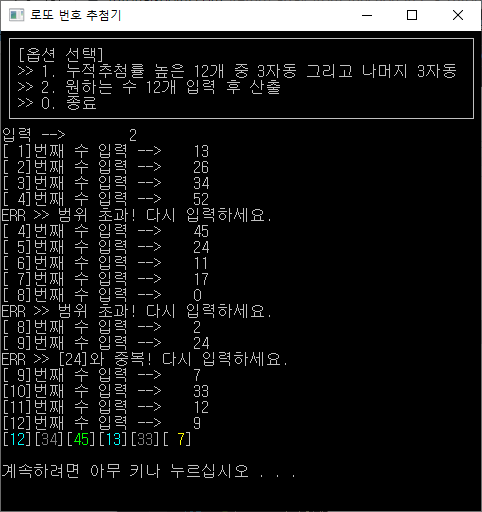 로또 번호 추첨기
[옵션 선택]
>> 1. 누적추첨률 높은 12개 중 3자동 그리고 나머지 3자동
>> 2. 원하는 수 12개 입력 후 산출
>> 0. 종료
입력 --> 2
[ 1]번째 수 입력 --> 13
[ 2]번째 수 입력 --> 26
[ 3]번째 수 입력 --> 34
[ 4]번째 수 입력 --> 52
ERR >> 범위 초과! 다시 입력하세요.
[ 4]번째 수 입력 --> 45
[ 5]번째 수 입력 --> 24
[ 6]번째 수 입력 --> 11
[ 7]번째 수 입력 --> 17
[ 8]번째 수 입력 --> 0
ERR >> 범위 초과! 다시 입력하세요.
[ 8]번째 수 입력 --> 2
[ 9]번째 수 입력 --> 24
ERR >> [24]와 중복! 다시 입력하세요.
[ 9]번째 수 입력 --> 7
[10]번째 수 입력 --> 33
[11]번째 수 입력 --> 12
[12]번째 수 입력 --> 9
[12][34][45][13][33][ 7]
계속하려면 아무 키나 누르십시오 . . .